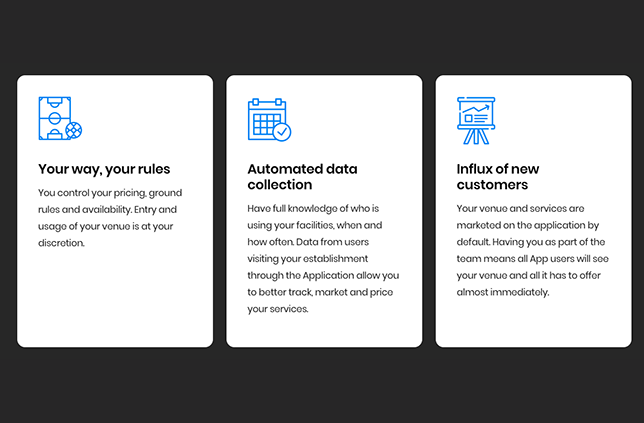 Your way, your rules
You control your pricing, ground
rules and availability. Entry and
usage of your venue is at your
discretion.
Automated data
collection
Have full knowledge of who is
using your facilities, when and
how often. Data from users
visiting your establishment
through the Application allow you
to better track, market and price
your services.
Influx of new
customers
Your venue and services are
marketed on the application by
default. Having you as part of the
team means all App users will see
your venue and all it has to offer
almost immediately.